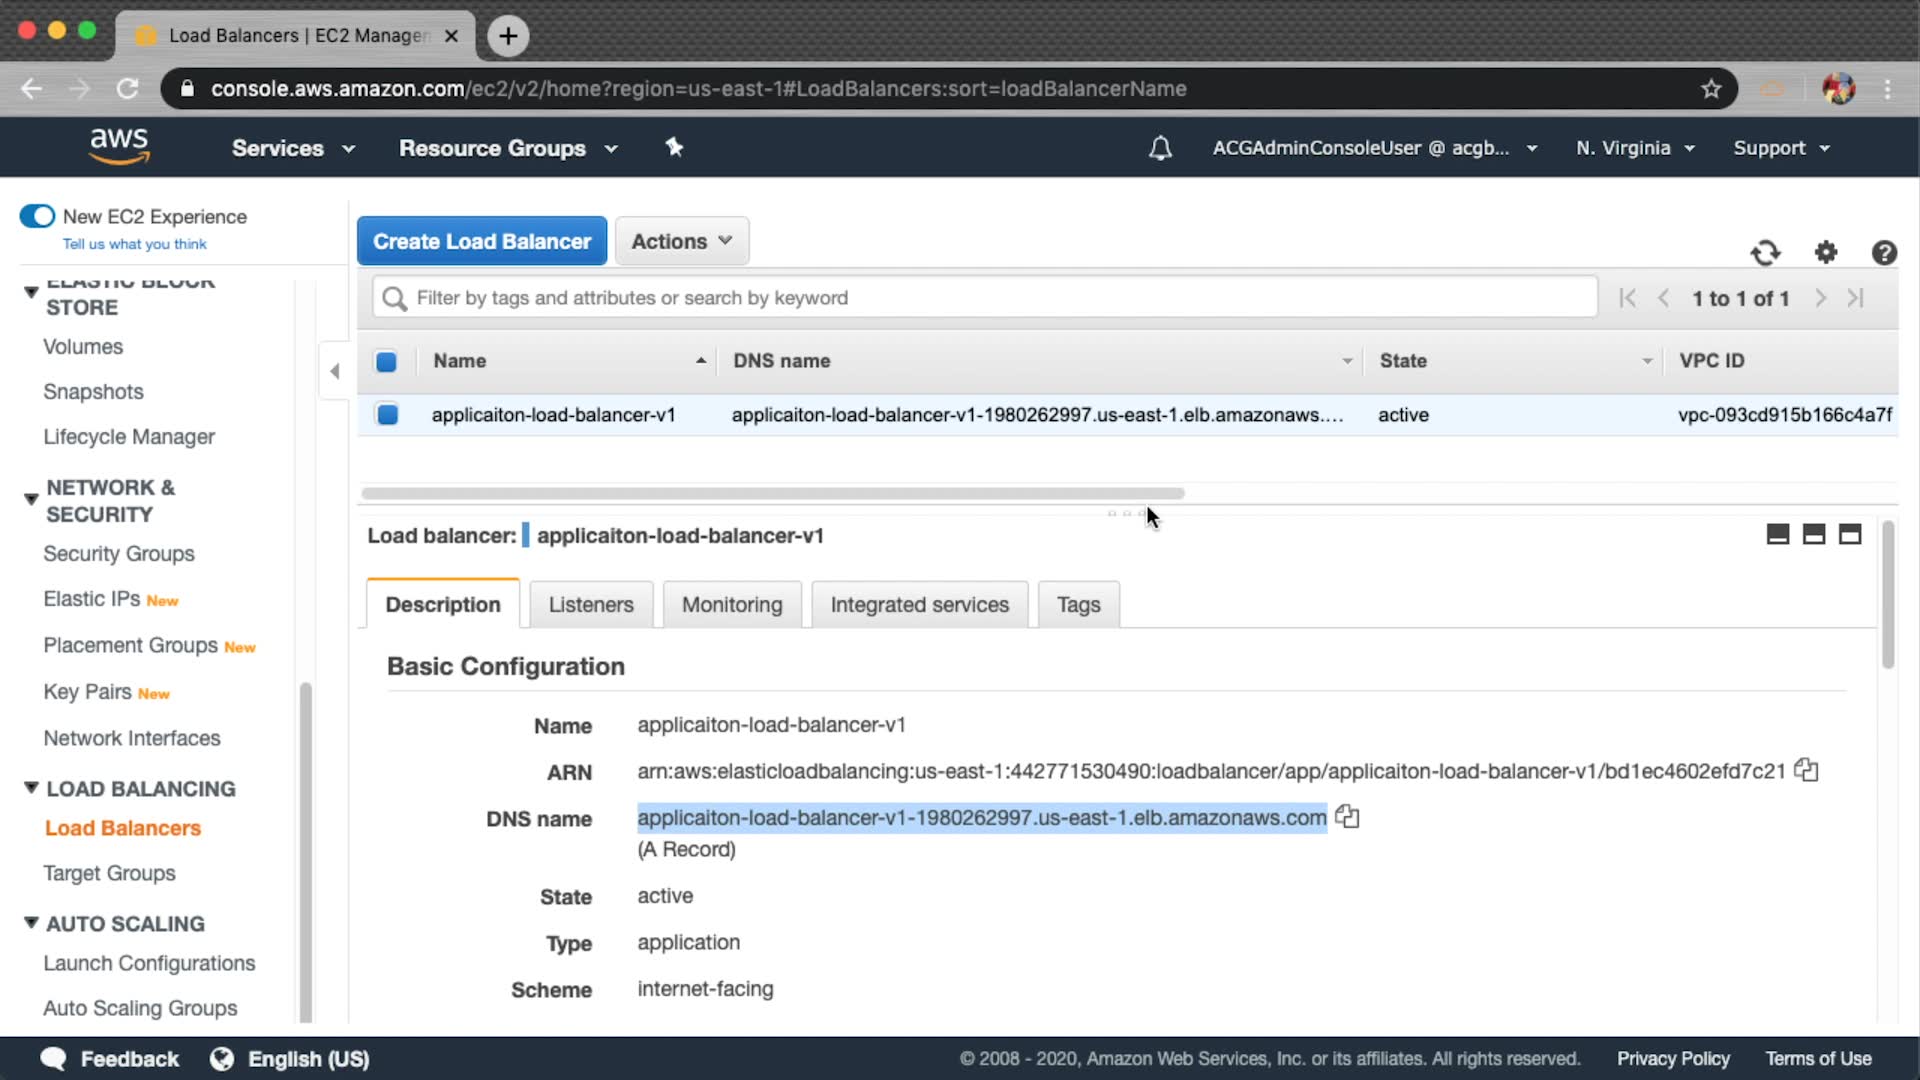 Load Balancers | EC2 Manager
console.aws.amazon.com/ec2/v2/home?region=us-east-1#LoadBalancers:sort=loadBalancerName
aws
Services
Resource Groups
ACGAdminConsoleUser @ acgb...
N. Virginia
Support
New EC2 Experience
Tell us what you think
ELASTIC BLOCK
STORE
Volumes
Snapshots
Lifecycle Manager
NETWORK &
SECURITY
Security Groups
Elastic IPs New
Placement Groups New
Key Pairs New
Network Interfaces
LOAD BALANCING
Load Balancers
Target Groups
AUTO SCALING
Launch Configurations
Auto Scaling Groups
Create Load Balancer
Actions
Filter by tags and attributes or search by keyword
1 to 1 of 1
Name DNS name State VPC ID
applicaiton-load-balancer-v1 applicaiton-load-balancer-v1-1980262997.us-east-1.elb.amazonaws.... active vpc-093cd915b166c4a7f
Load balancer: applicaiton-load-balancer-v1
Description Listeners Monitoring Integrated services Tags
Basic Configuration
Name applicaiton-load-balancer-v1
ARN arn:aws:elasticloadbalancing:us-east-1:442771530490:loadbalancer/app/applicaiton-load-balancer-v1/bd1ec4602efd7c21
DNS name applicaiton-load-balancer-v1-1980262997.us-east-1.elb.amazonaws.com
(A Record)
State active
Type application
Scheme internet-facing
Feedback
English (US)
© 2008 - 2020, Amazon Web Services, Inc. or its affiliates. All rights reserved.
Privacy Policy
Terms of Use